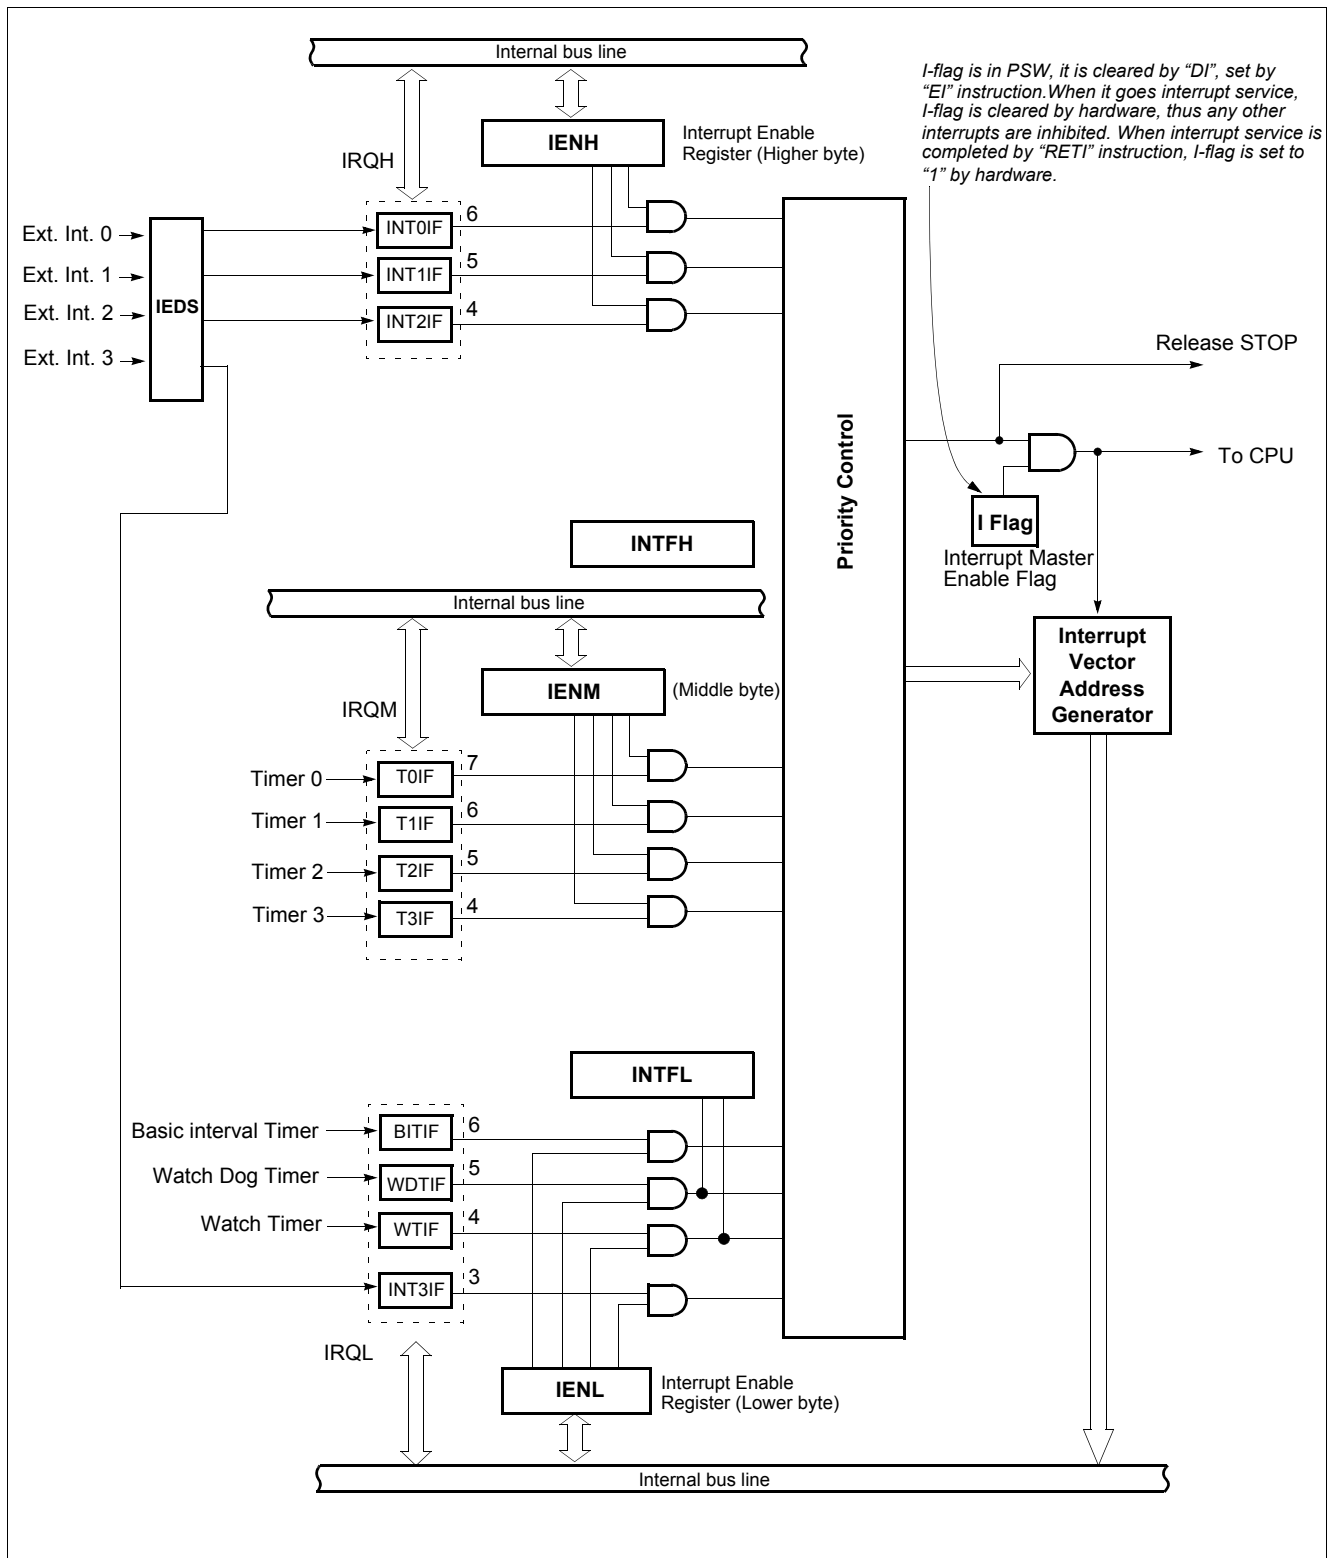 Internal bus line
I-flag is in PSW, it is cleared by “DI”, set by
“EI” instruction.When it goes interrupt service,
I-flag is cleared by hardware, thus any other
interrupts are inhibited. When interrupt service is
completed by “RETI” instruction, I-flag is set to
“1” by hardware.
IENH
Interrupt Enable
Register (Higher byte)
IRQH
Ext. Int. 0
Ext. Int. 1
Ext. Int. 2
Ext. Int. 3
IEDS
INT0IF
6
INT1IF
5
INT2IF
4
Priority Control
Release STOP
To CPU
I Flag
Interrupt Master
Enable Flag
INTFH
Internal bus line
IENM
(Middle byte)
IRQM
Interrupt
Vector
Address
Generator
Timer 0
T0IF
7
Timer 1
T1IF
6
Timer 2
T2IF
5
Timer 3
T3IF
4
INTFL
Basic interval Timer
BITIF
6
Watch Dog Timer
WDTIF
5
Watch Timer
WTIF
4
INT3IF
3
IRQL
IENL
Interrupt Enable
Register (Lower byte)
Internal bus line